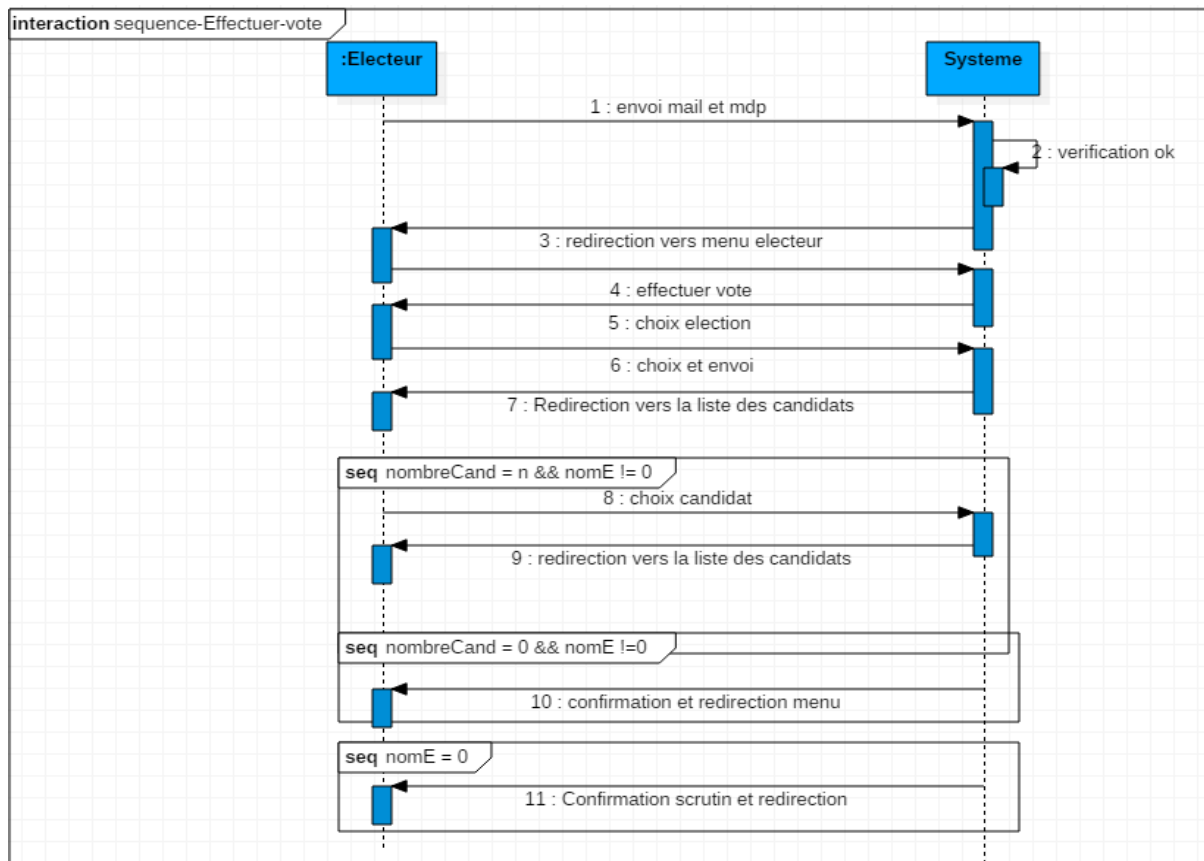 interaction sequence-Effectuer-vote
:Electeur
Systeme
1 : envoi mail et mdp
2 : verification ok
3 : redirection vers menu electeur
4 : effectuer vote
5 : choix election
6 : choix et envoi
7 : Redirection vers la liste des candidats
seq nombreCand = n && nomE != 0
8 : choix candidat
9 : redirection vers la liste des candidats
seq nombreCand = 0 && nomE !=0
10 : confirmation et redirection menu
seq nomE = 0
11 : Confirmation scrutin et redirection